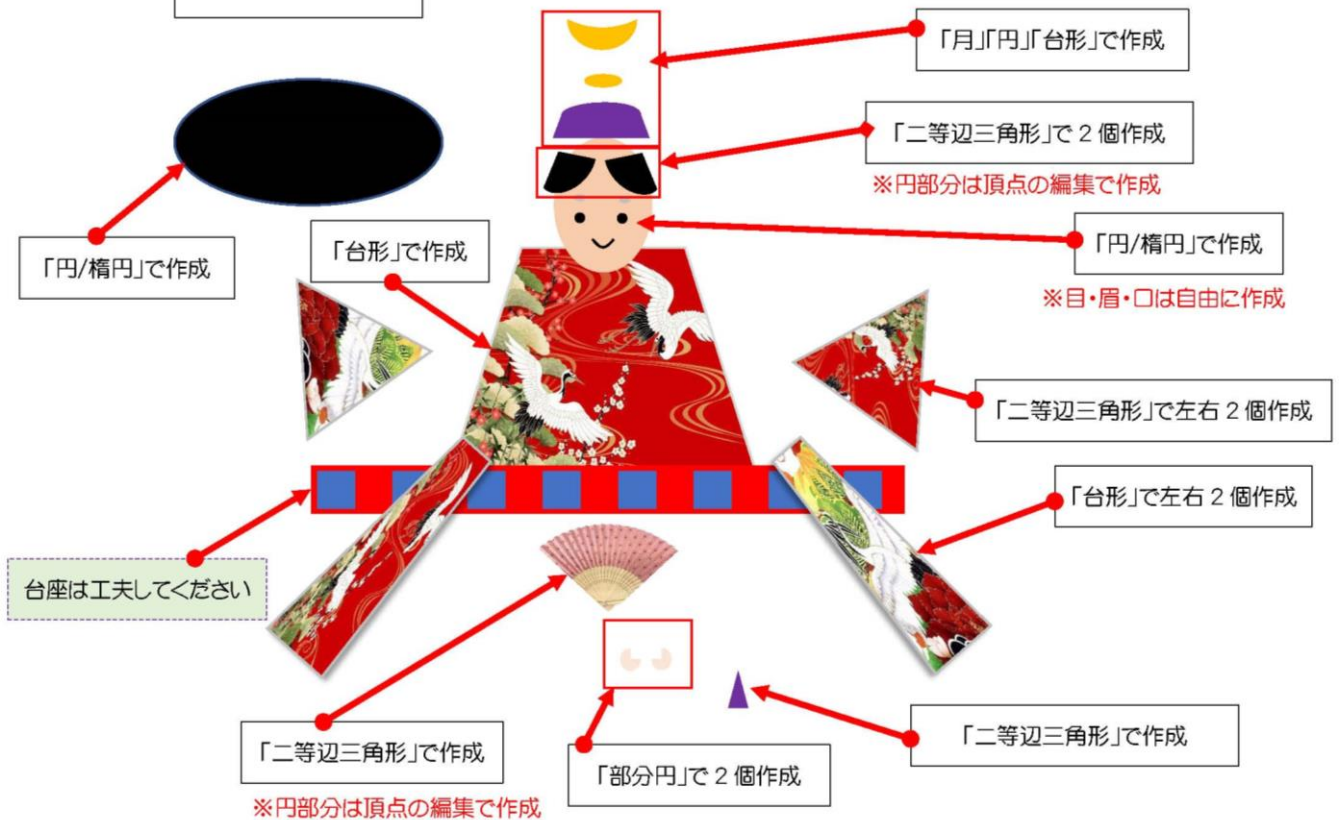 「月」「円」「台形」で作成
「二等辺三角形」で2個作成
※円部分は頂点の編集で作成
「円/楕円」で作成
「台形」で作成
「円/楕円」で作成
※目・眉・口は自由に作成
「二等辺三角形」で左右2個作成
「台形」で左右2個作成
台座は工夫してください
「二等辺三角形」で作成
※円部分は頂点の編集で作成
「部分円」で2個作成
「二等辺三角形」で作成